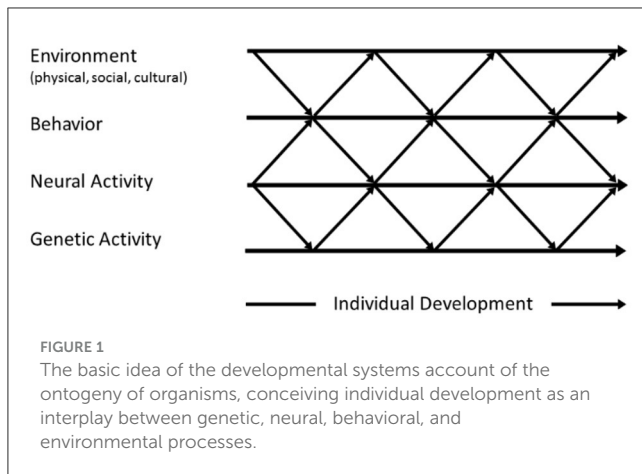 Environment
(physical, social, cultural)
Behavior
Neural Activity
Genetic Activity
Individual Development
FIGURE 1
The basic idea of the developmental systems account of the
ontogeny of organisms, conceiving individual development as an
interplay between genetic, neural, behavioral, and
environmental processes.